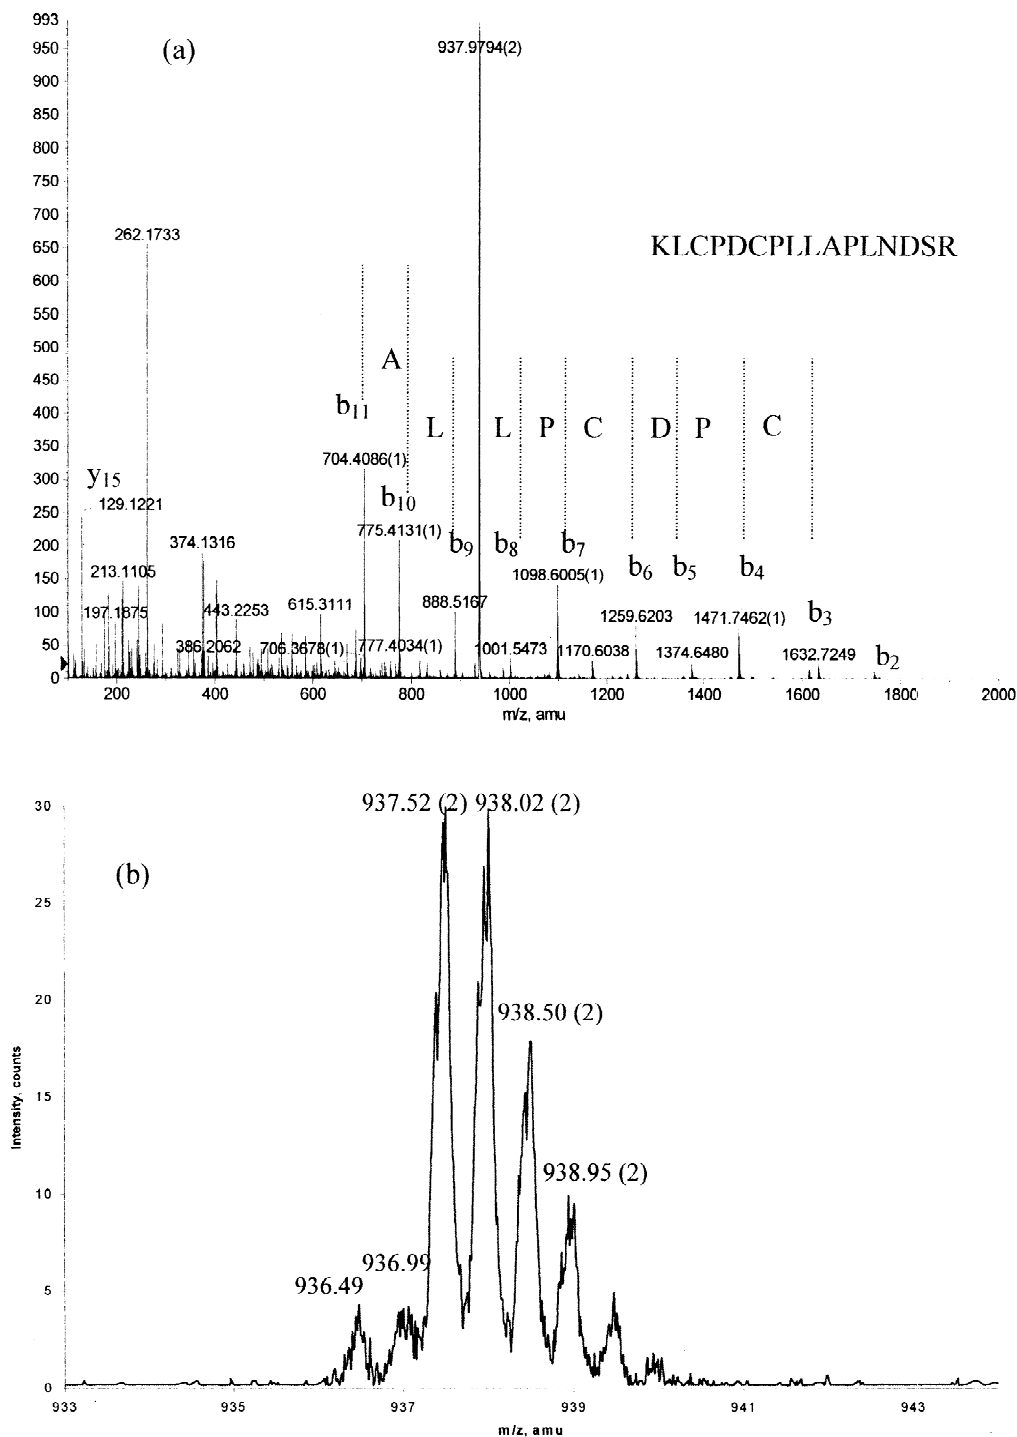 993
950
900
850
800
750
700
650
600
550
500
450
400
350
300
250
200
150
100
50
0
(a)
937.9794(2)
262.1733
KLCPDCPLLAPLNDSR
A
b11
L L P C D P C
704.4086(1)
y15
129.1221
b10
775.4131(1)
374.1316
b9 b8 b7
213.1105
1098.6005(1)
b6 b5 b4
197.1875
443.2253
615.3111
888.5167
1259.6203
1471.7462(1)
b3
386.2062
706.3678(1)
777.4034(1)
1001.5473
1170.6038
1374.6480
1632.7249
b2
200 400 600 800 1000 1200 1400 1600 1800 2000
m/z, amu
937.52 (2) 938.02 (2)
(b)
938.50 (2)
938.95 (2)
936.99
936.49
30
25
20
15
10
5
0
Intensity, counts
933 935 937 939 941 943
m/z, amu